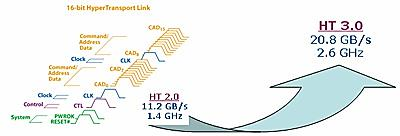 16-bit HyperTransport Link
Command/
Address
Data
CAD15
CAD8
Clock
CLK
Command/
Address
Data
CAD7
CAD0
Clock
CLK
Control
CTL
System
PWROK
RESET#
HT 2.0
11.2 GB/s
1.4 GHz
HT 3.0
20.8 GB/s
2.6 GHz